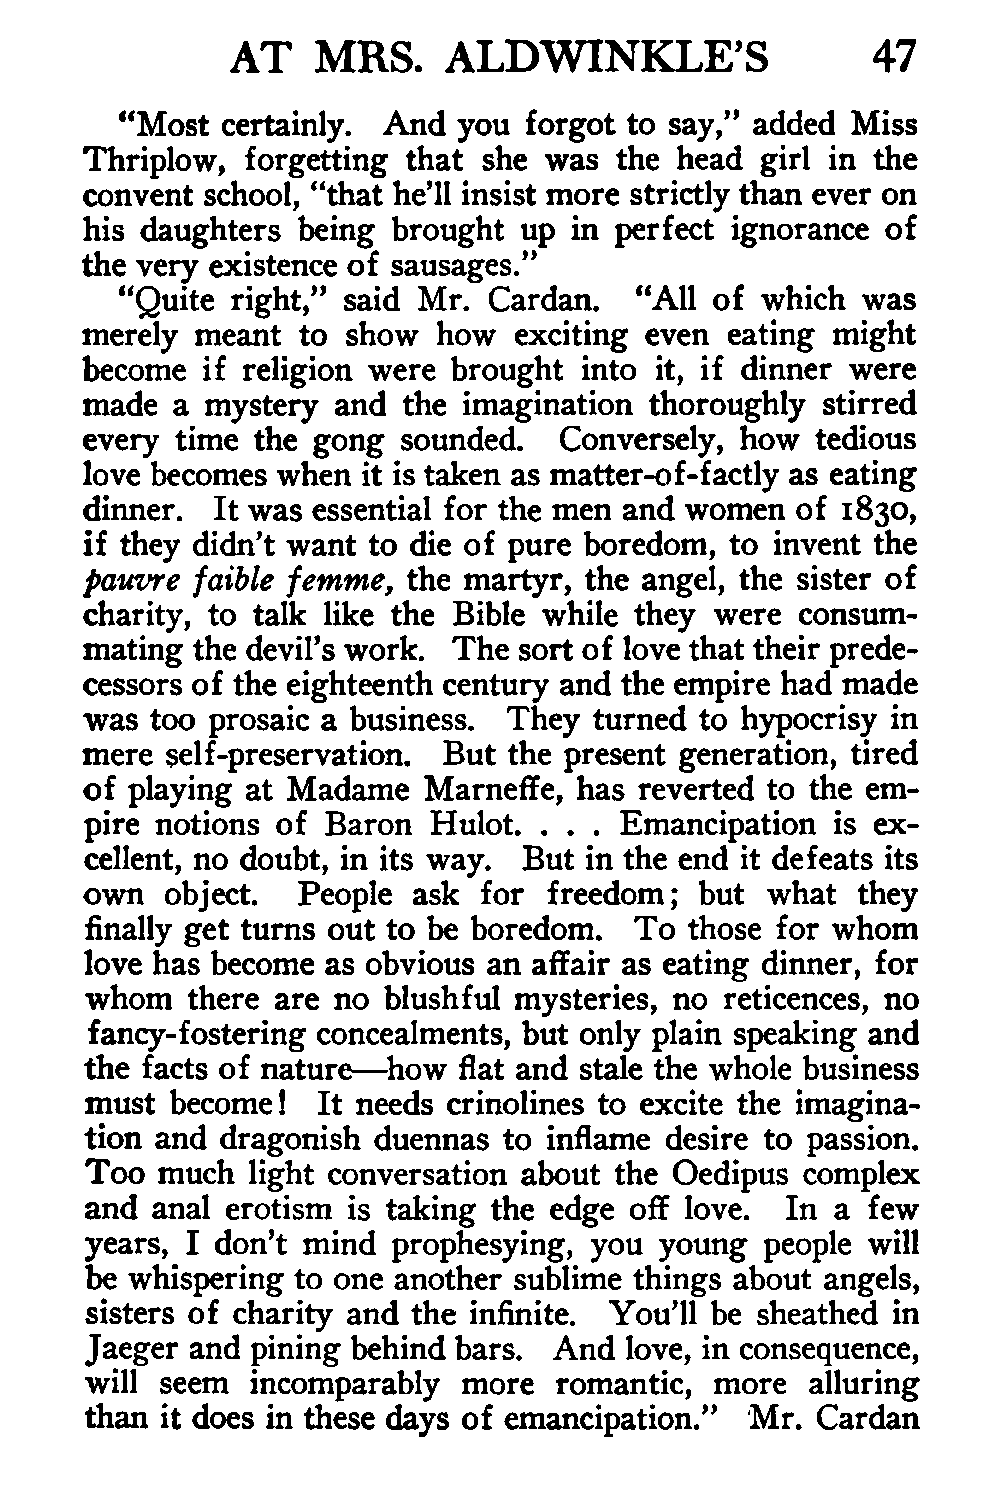 AT MRS. ALDWINKLE'S 47
"Most certainly. And you forgot to say," added Miss
Thriplow, forgetting that she was the head girl in the
convent school, "that he'll insist more strictly than ever on
his daughters being brought up in perfect ignorance of
the very existence of sausages."
"Quite right," said Mr. Cardan. "All of which was
merely meant to show how exciting even eating might
become if religion were brought into it, if dinner were
made a mystery and the imagination thoroughly stirred
every time the gong sounded. Conversely, how tedious
love becomes when it is taken as matter-of-factly as eating
dinner. It was essential for the men and women of 1830,
if they didn't want to die of pure boredom, to invent the
pauvre faible femme, the martyr, the angel, the sister of
charity, to talk like the Bible while they were consum-
mating the devil's work. The sort of love that their prede-
cessors of the eighteenth century and the empire had made
was too prosaic a business. They turned to hypocrisy in
mere self-preservation. But the present generation, tired
of playing at Madame Marneffe, has reverted to the em-
pire notions of Baron Hulot. . . . Emancipation is ex-
cellent, no doubt, in its way. But in the end it defeats its
own object. People ask for freedom; but what they
finally get turns out to be boredom. To those for whom
love has become as obvious an affair as eating dinner, for
whom there are no blushful mysteries, no reticences, no
fancy-fostering concealments, but only plain speaking and
the facts of nature—how flat and stale the whole business
must become! It needs crinolines to excite the imagina-
tion and dragonish duennas to inflame desire to passion.
Too much light conversation about the Oedipus complex
and anal erotism is taking the edge off love. In a few
years, I don't mind prophesying, you young people will
be whispering to one another sublime things about angels,
sisters of charity and the infinite. You'll be sheathed in
Jaeger and pining behind bars. And love, in consequence,
will seem incomparably more romantic, more alluring
than it does in these days of emancipation." Mr. Cardan